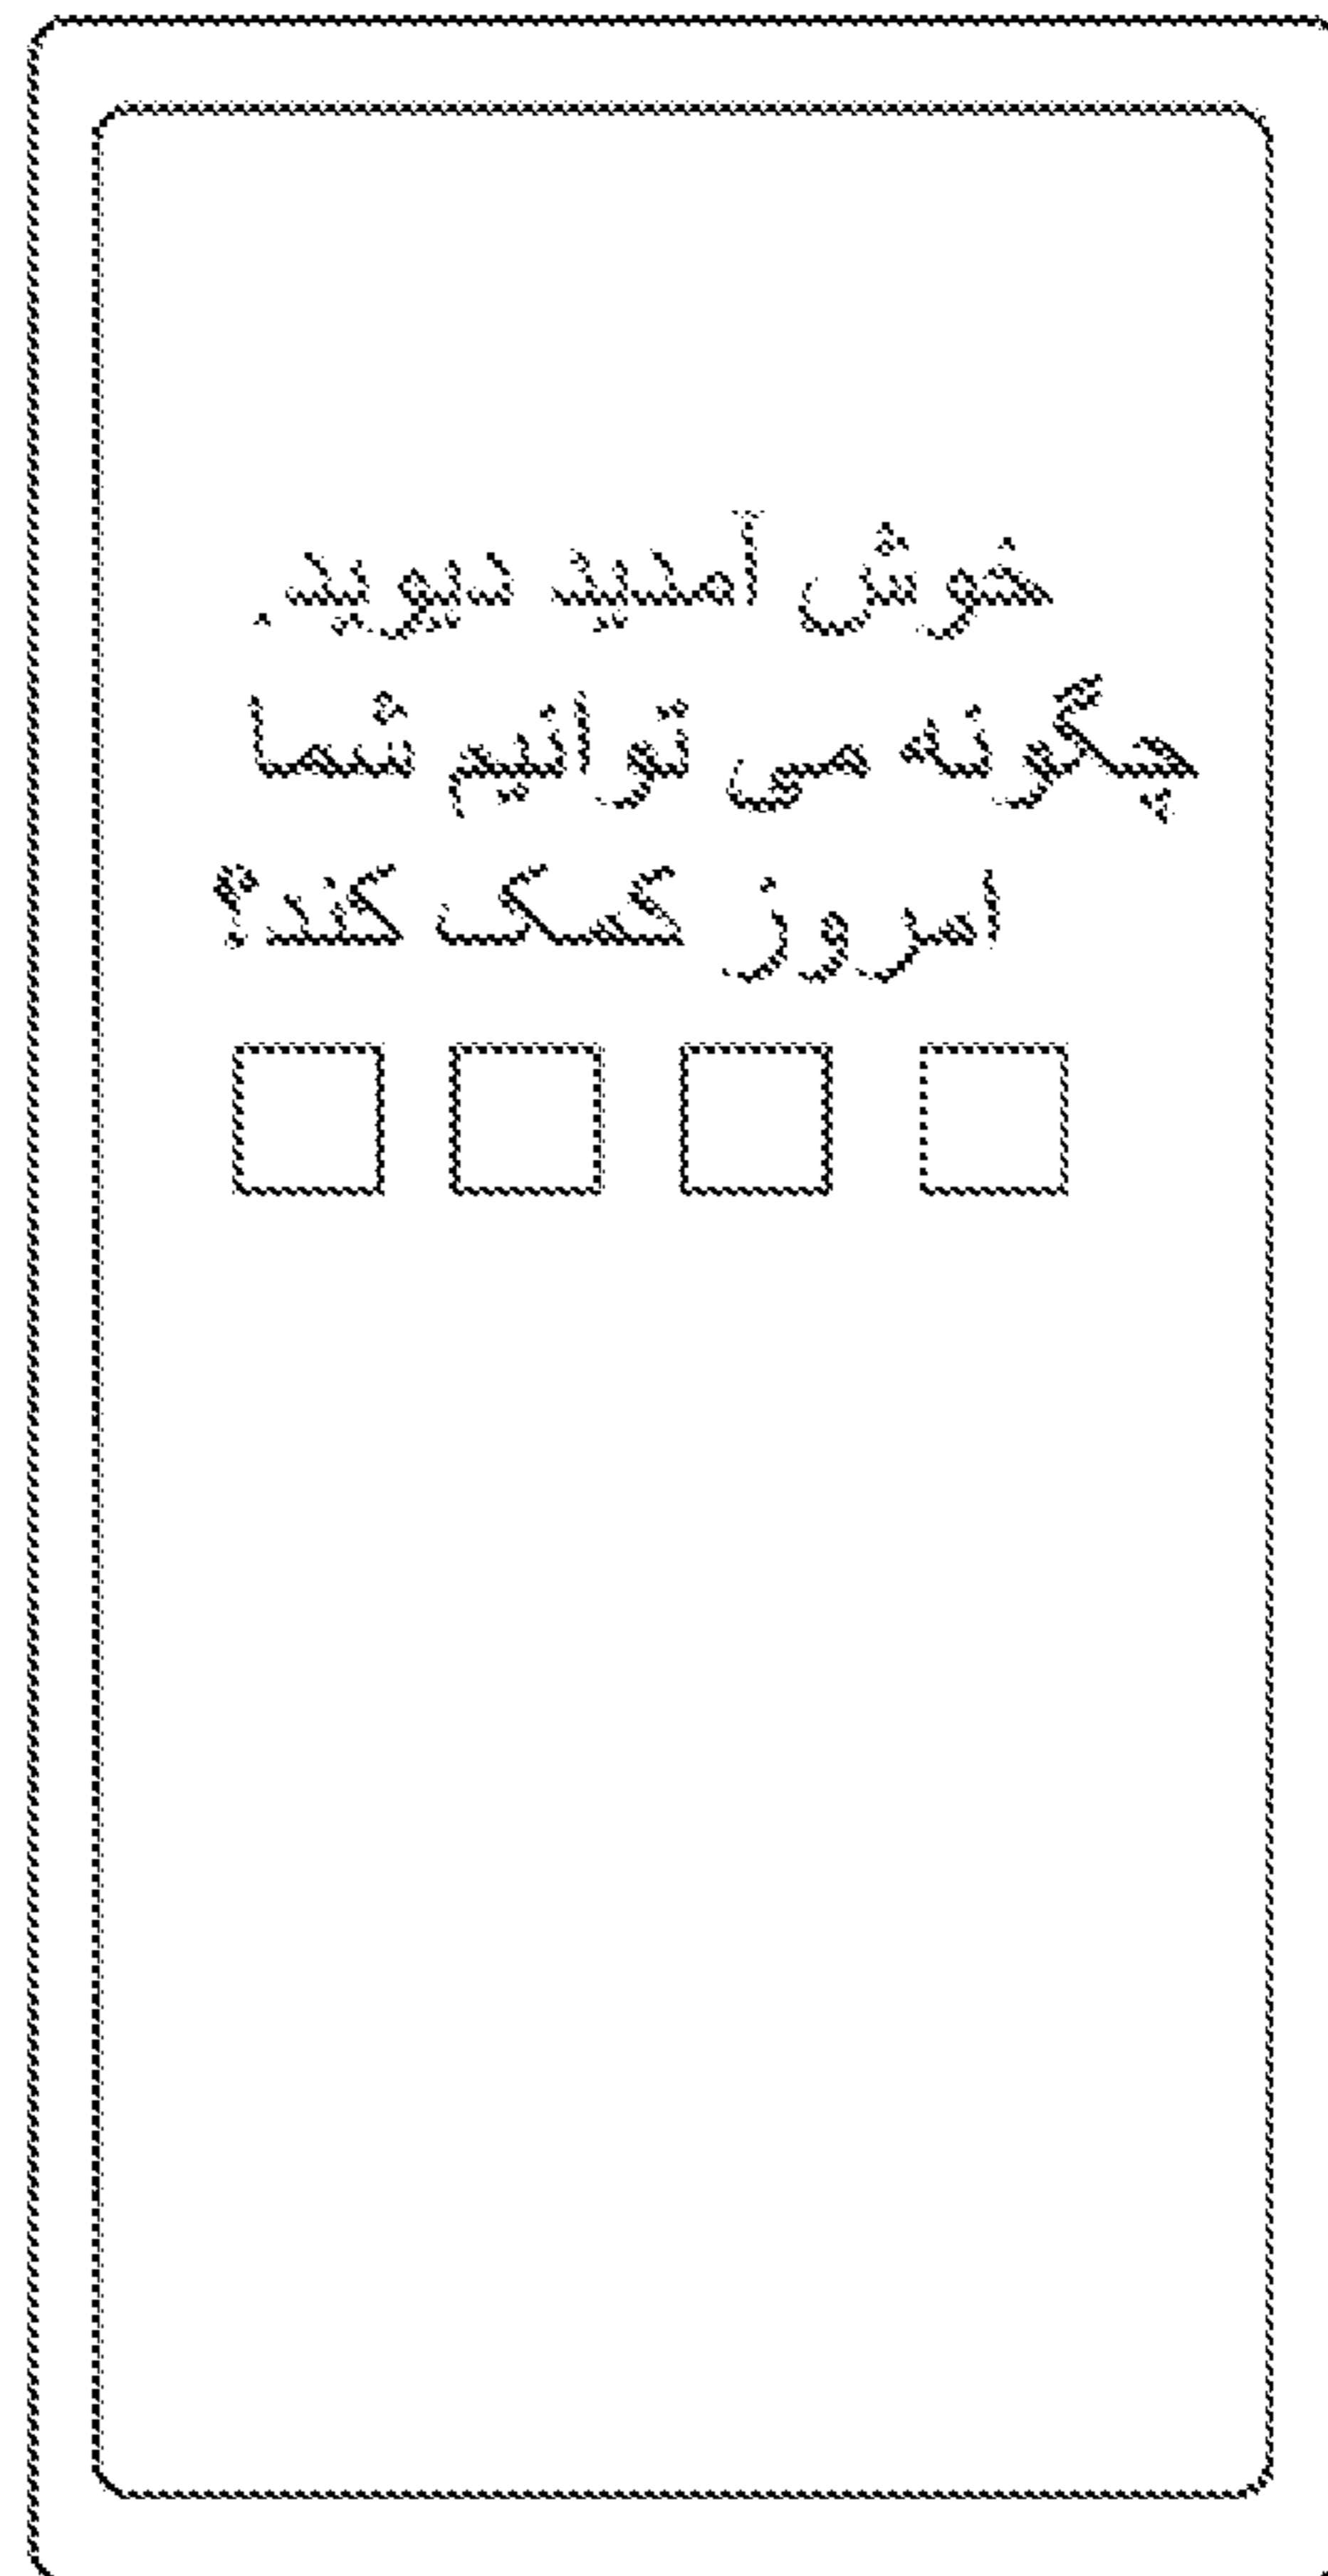 خوش آمدید دیوید.
چگونه می توانیم شما
امروز کمک کند؟